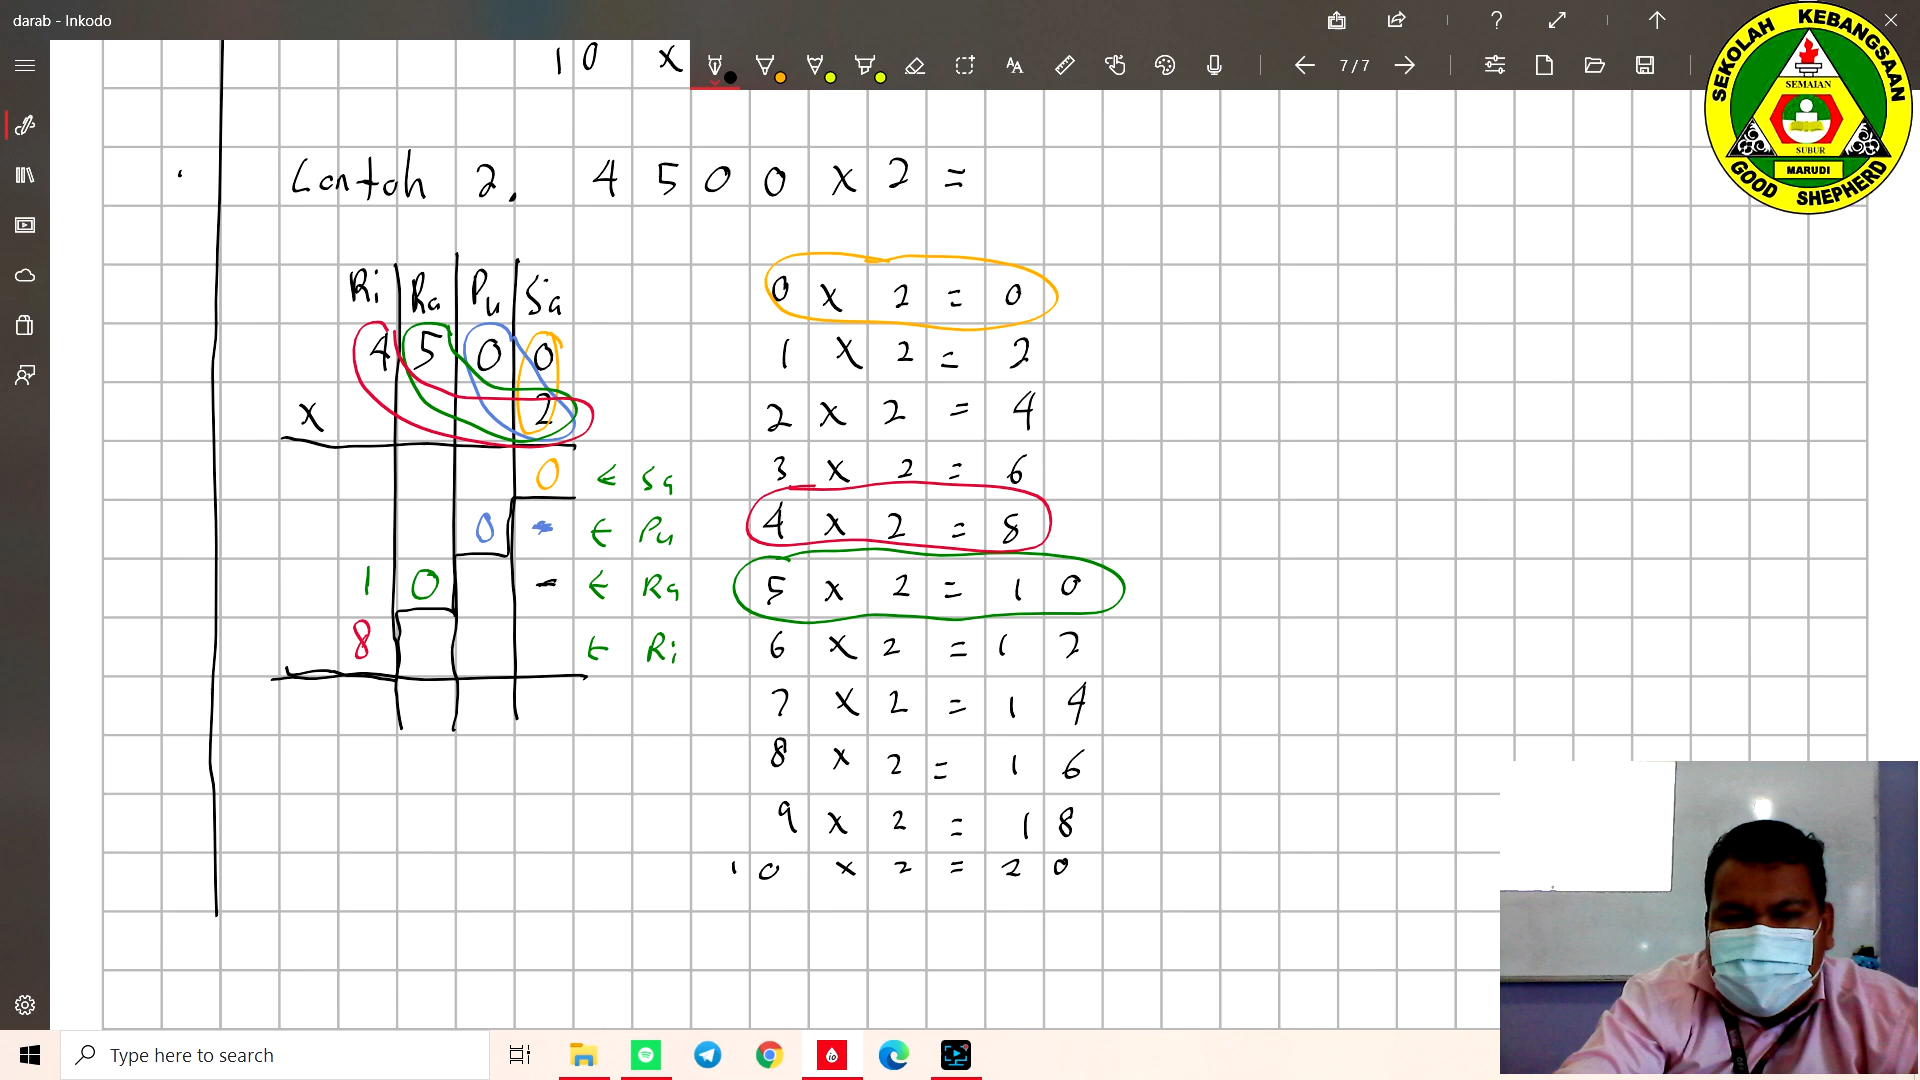 darab - Inkodo
7 / 7
SEKOLAH KEBANGSAAN
SEMAIAN
SUBUR
MARUDI
GOOD SHEPHERD
10 x
Contoh 2. 4500 x 2 =
Ri Ra Pu Sa
4 5 0 0
x 2
0 ← Sa
0 - ← Pu
1 0 - ← Ra
8 ← Ri
0 x 2 = 0
1 x 2 = 2
2 x 2 = 4
3 x 2 = 6
4 x 2 = 8
5 x 2 = 10
6 x 2 = 12
7 x 2 = 14
8 x 2 = 16
9 x 2 = 18
10 x 2 = 20
Type here to search